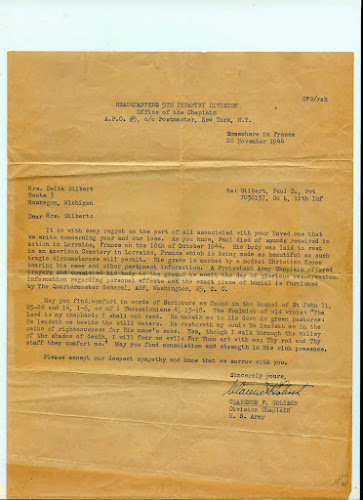 HEADQUARTERS 5TH INFANTRY DIVISION
Office of the Chaplain
A.P.O. #5, c/o Postmaster, New York, N.Y.
CFG/rak
Somewhere in France
28 November 1944
Mrs. Zelta Gilbert
Route 3
Muskegon, Michigan
Re: Gilbert, Paul D., Pvt
7030157, Co L, 11th Inf
Dear Mrs. Gilbert:
It is with deep regret on the part of all associated with your loved one that
we write concerning your and our loss. As you know, Paul died of wounds received in
action in Lorraine, France on the 18th of October 1944. His body was laid to rest
in an American Cemetery in Lorraine, France which is being made as beautiful as such
tragic circumstances will permit. His grave is marked by a modest Christian Cross
bearing his name and other pertinent information. A Protestant Army Chaplain offered
prayers and committed his body to the ground to await the day of glorious resurrection.
Information regarding personal effects and the exact place of burial is furnished
by The Quartermaster General, ASF, Washington, 25, D. C.
May you find comfort in words of Scripture as found in the Gospel of St John 11,
25-26 and 14, 1-6, or of 1 Thessalonians 4, 13-18. The Psalmist of old wrote: "The
Lord is my shepherd; I shall not want. He maketh me to lie down in green pastures;
He leadeth me beside the still waters. He restoreth my soul: He leadeth me in the
paths of righteousness for His name's sake. Yea, though I walk through the valley
of the shadow of death, I will fear no evil: For thou art with me; Thy rod and Thy
staff they comfort me." May you find consolation and strength in His rich presence.
Please accept our deepest sympathy and know that we sorrow with you.
Sincerely yours,
CLARENCE F. GOLISCH
Division Chaplain
U. S. Army